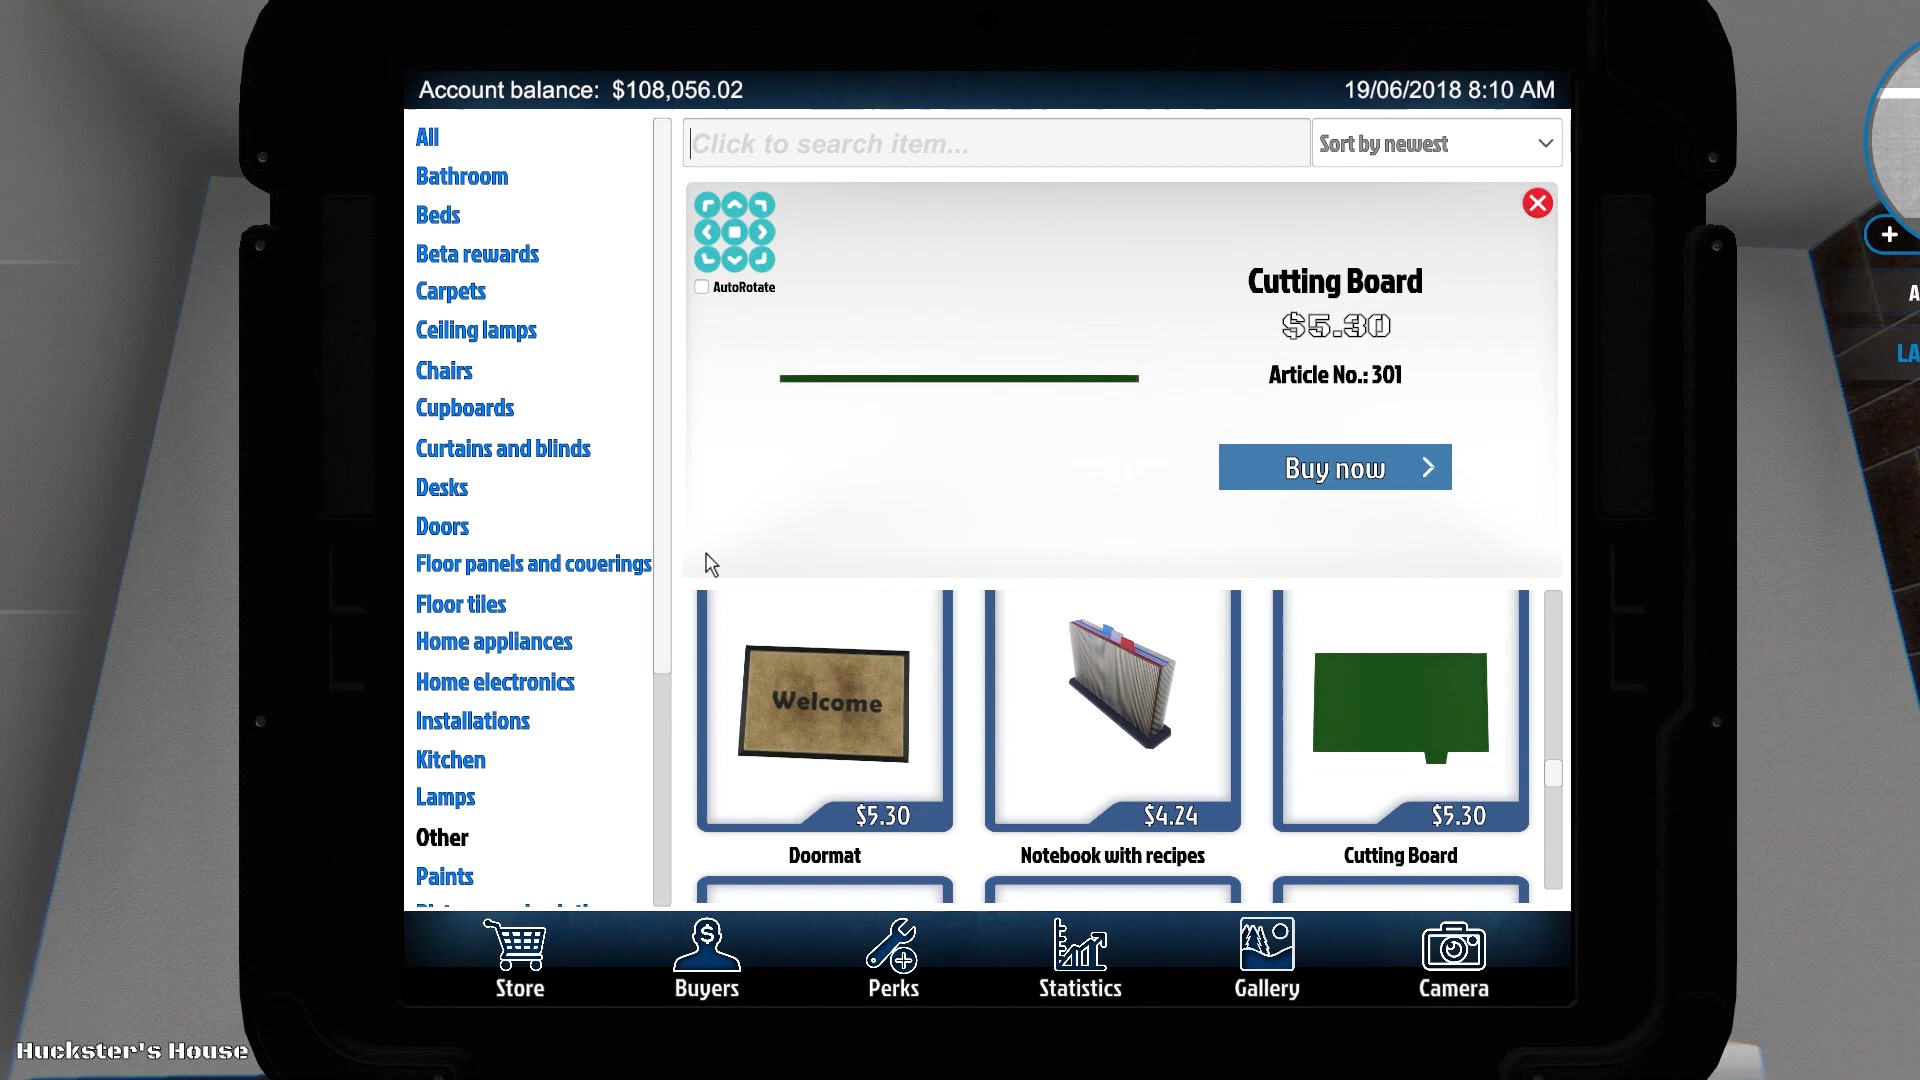 Account balance: $108,056.02
19/06/2018 8:10 AM
All
Bathroom
Beds
Beta rewards
Carpets
Ceiling lamps
Chairs
Cupboards
Curtains and blinds
Desks
Doors
Floor panels and coverings
Floor tiles
Home appliances
Home electronics
Installations
Kitchen
Lamps
Other
Paints
Click to search item...
Sort by newest
AutoRotate
Cutting Board
$5.30
Article No.: 301
Buy now
Welcome
$5.30
Doormat
$4.24
Notebook with recipes
$5.30
Cutting Board
Store
Buyers
Perks
Statistics
Gallery
Camera
Huckster's House